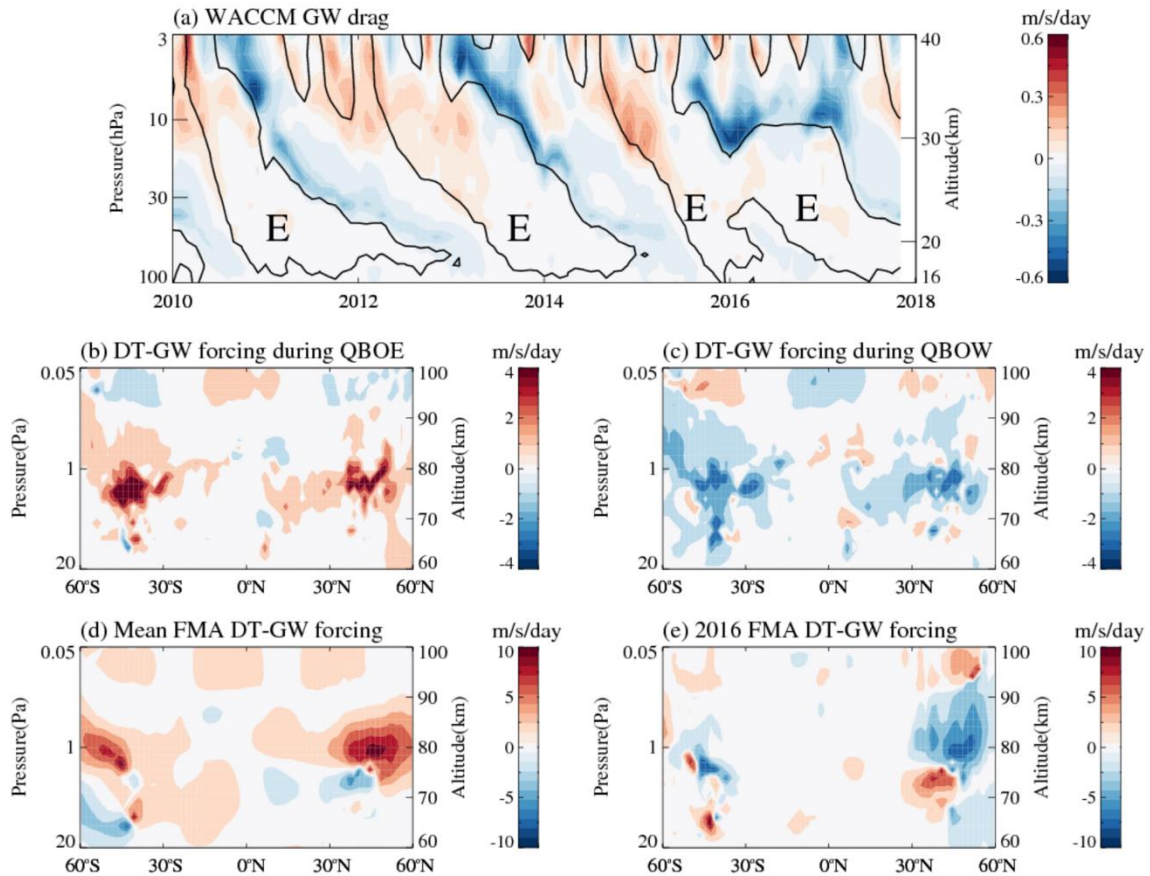 (a) WACCM GW drag
m/s/day
Pressure(hPa)
3
10
30
100
E
E
E
E
40
30
20
16
Altitude(km)
0.6
0.3
0
-0.3
-0.6
2010
2012
2014
2016
2018
(b) DT-GW forcing during QBOE
m/s/day
Pressure(Pa)
0.05
1
20
100
90
80
70
60
Altitude(km)
4
2
0
-2
-4
60°S
30°S
0°N
30°N
60°N
(c) DT-GW forcing during QBOW
m/s/day
Pressure(Pa)
0.05
1
20
100
90
80
70
60
Altitude(km)
4
2
0
-2
-4
60°S
30°S
0°N
30°N
60°N
(d) Mean FMA DT-GW forcing
m/s/day
Pressure(Pa)
0.05
1
20
100
90
80
70
60
Altitude(km)
10
5
0
-5
-10
60°S
30°S
0°N
30°N
60°N
(e) 2016 FMA DT-GW forcing
m/s/day
Pressure(Pa)
0.05
1
20
100
90
80
70
60
Altitude(km)
10
5
0
-5
-10
60°S
30°S
0°N
30°N
60°N